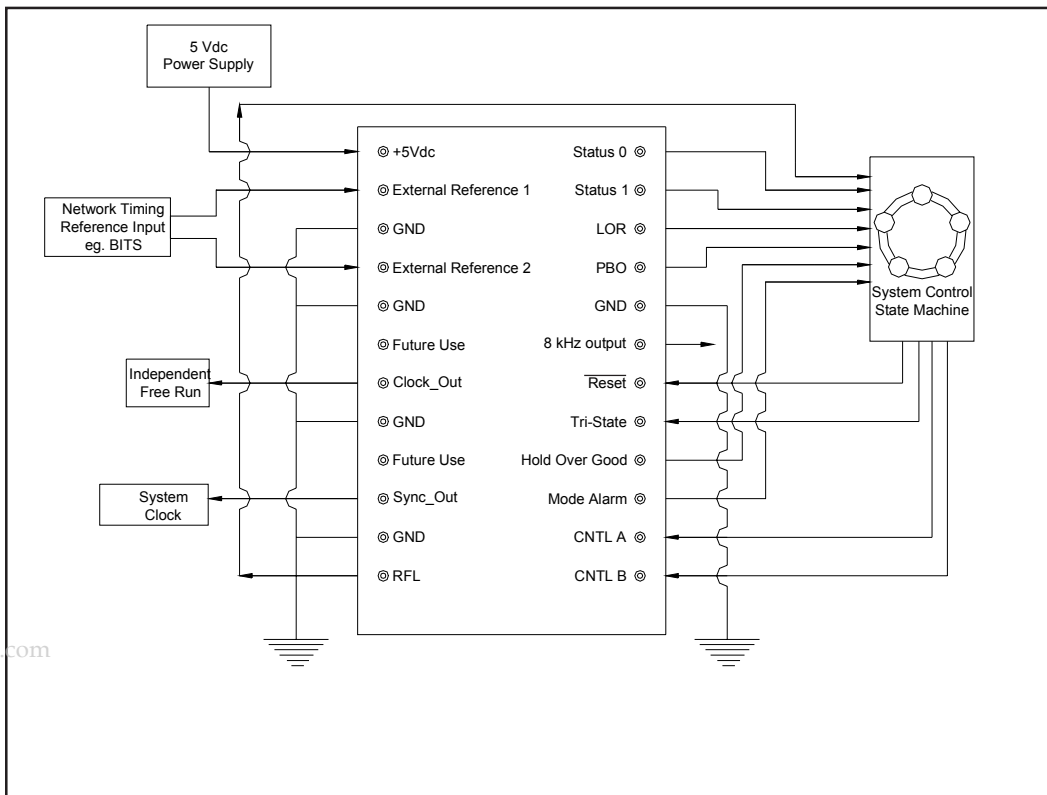 5 Vdc
Power Supply
+5Vdc
Status 0
External Reference 1
Status 1
Network Timing
Reference Input
eg. BITS
GND
LOR
External Reference 2
PBO
System Control
State Machine
GND
GND
Future Use
8 kHz output
Independent
Free Run
Clock_Out
Reset
GND
Tri-State
Future Use
Hold Over Good
System
Clock
Sync_Out
Mode Alarm
GND
CNTL A
RFL
CNTL B
.com